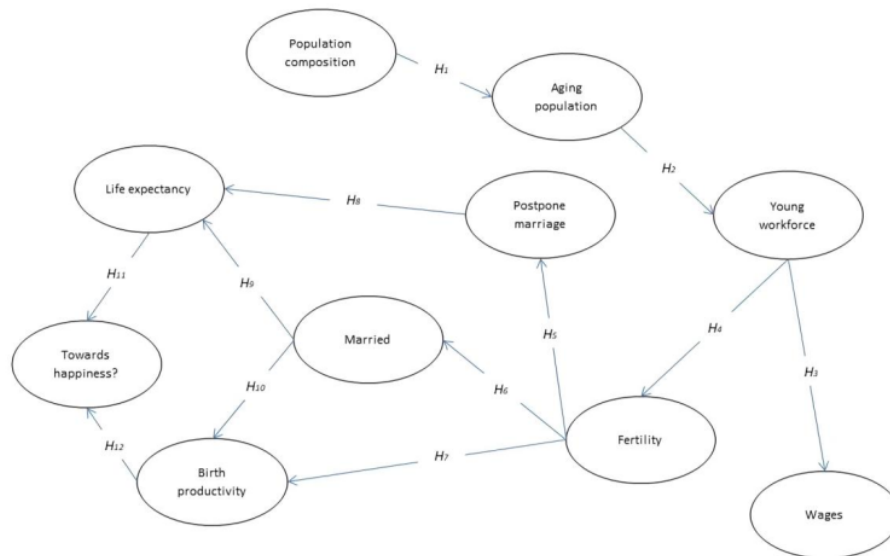 Population
composition
H1
Aging
population
H2
Young
workforce
Life expectancy
H8
Postpone
marriage
H11
H9
Towards
happiness?
Married
H5
H4
H3
H10
H6
H12
Birth
productivity
H7
Fertility
Wages